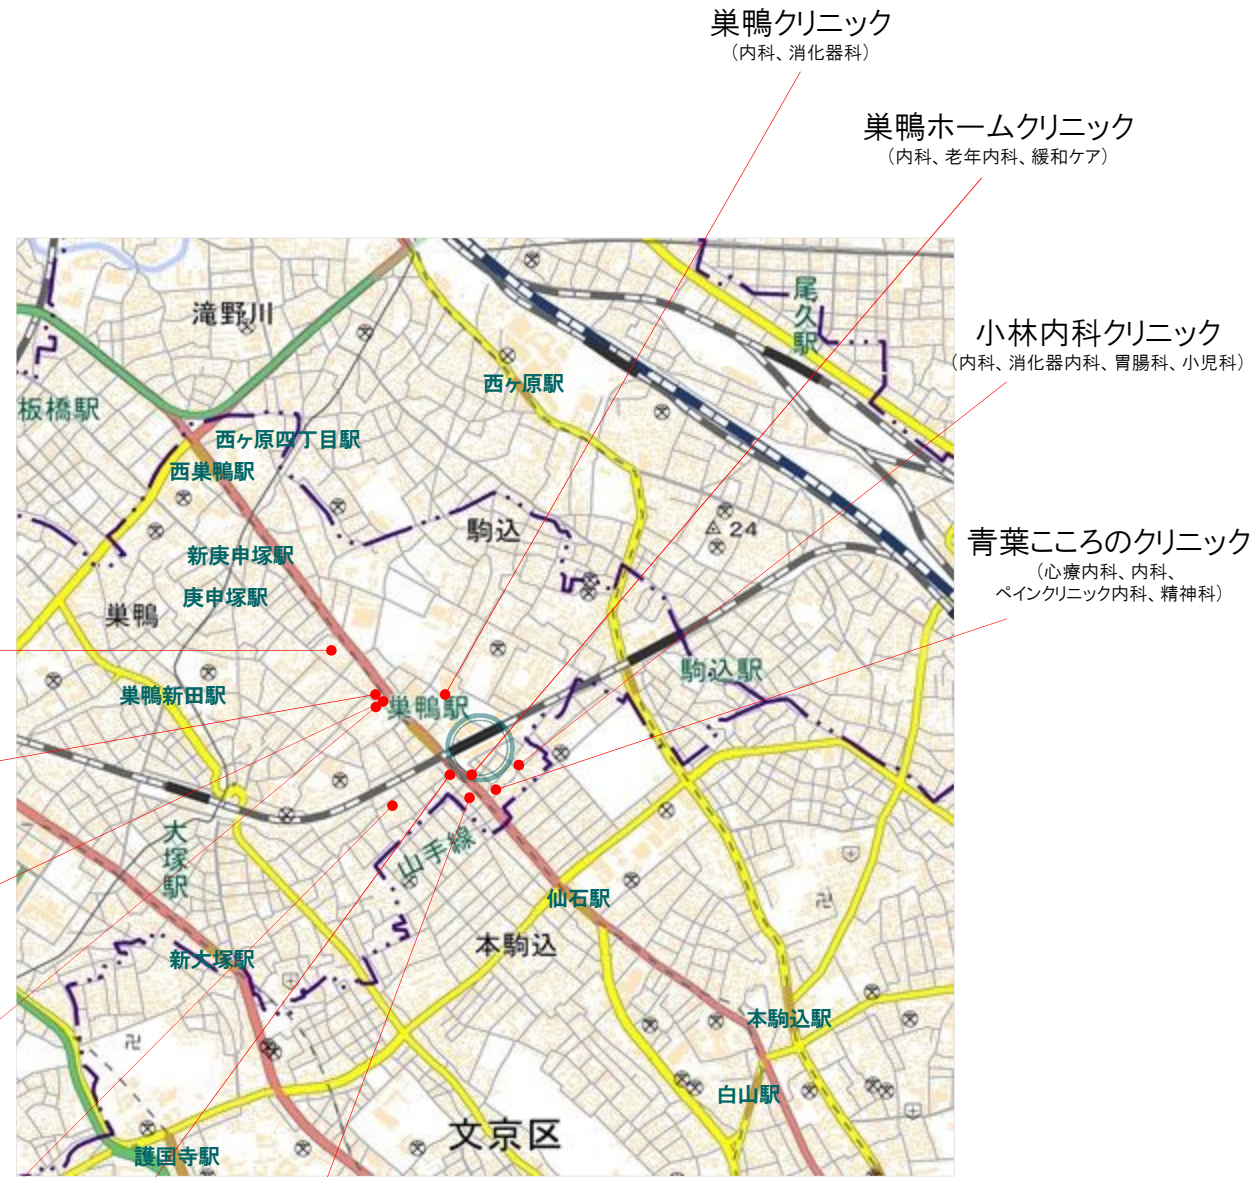 巣鴨クリニック
（内科、消化器科）
巣鴨ホームクリニック
（内科、老年内科、緩和ケア）
小林内科クリニック
（内科、消化器内科、胃腸科、小児科）
青葉こころのクリニック
（心療内科、内科、
ペインクリニック内科、精神科）
尾久駅
滝野川
西ヶ原駅
板橋駅
西ヶ原四丁目駅
西巣鴨駅
駒込
24
新庚申塚駅
庚申塚駅
巣鴨
駒込駅
巣鴨新田駅
巣鴨駅
大塚駅
山手線
仙石駅
本駒込
新大塚駅
本駒込駅
白山駅
文京区
護国寺駅